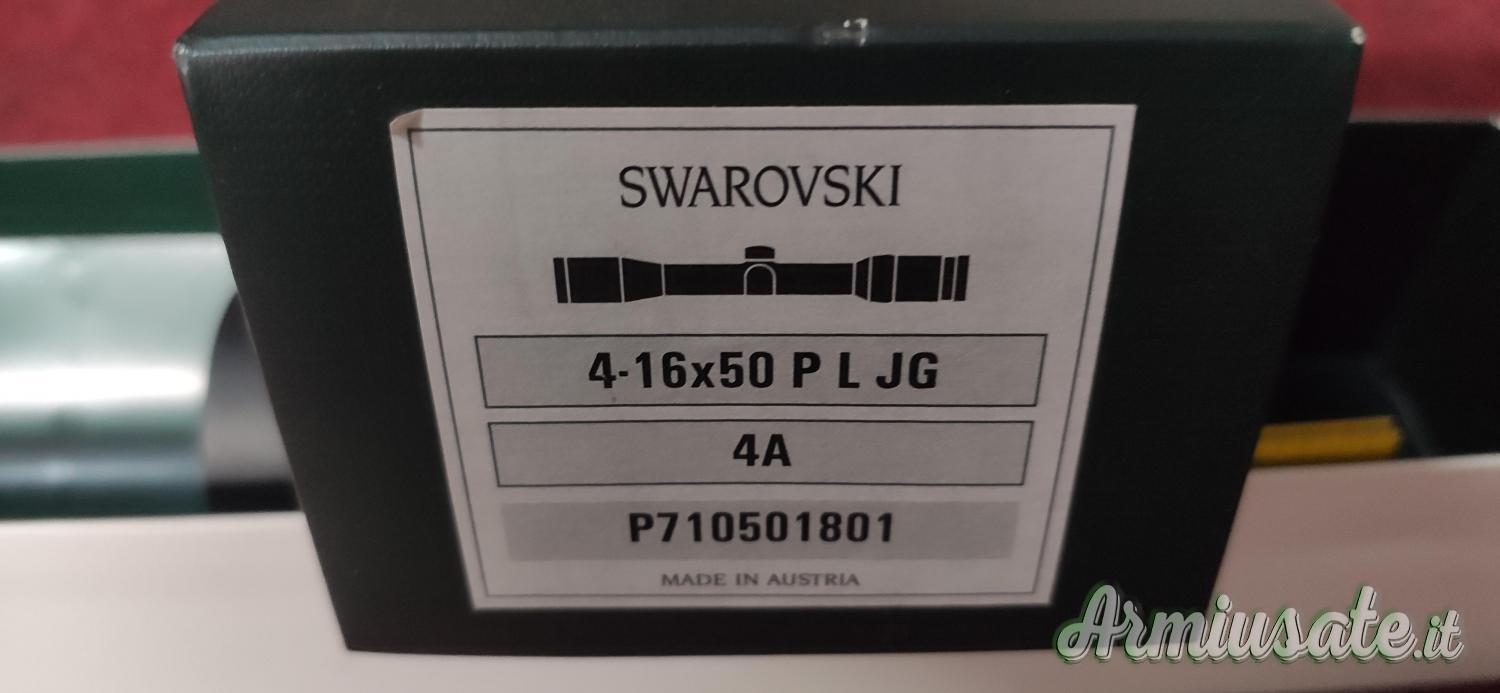 SWAROVSKI
4-16x50 P L JG
4A
P710501801
MADE IN AUSTRIA
Armiusate.it